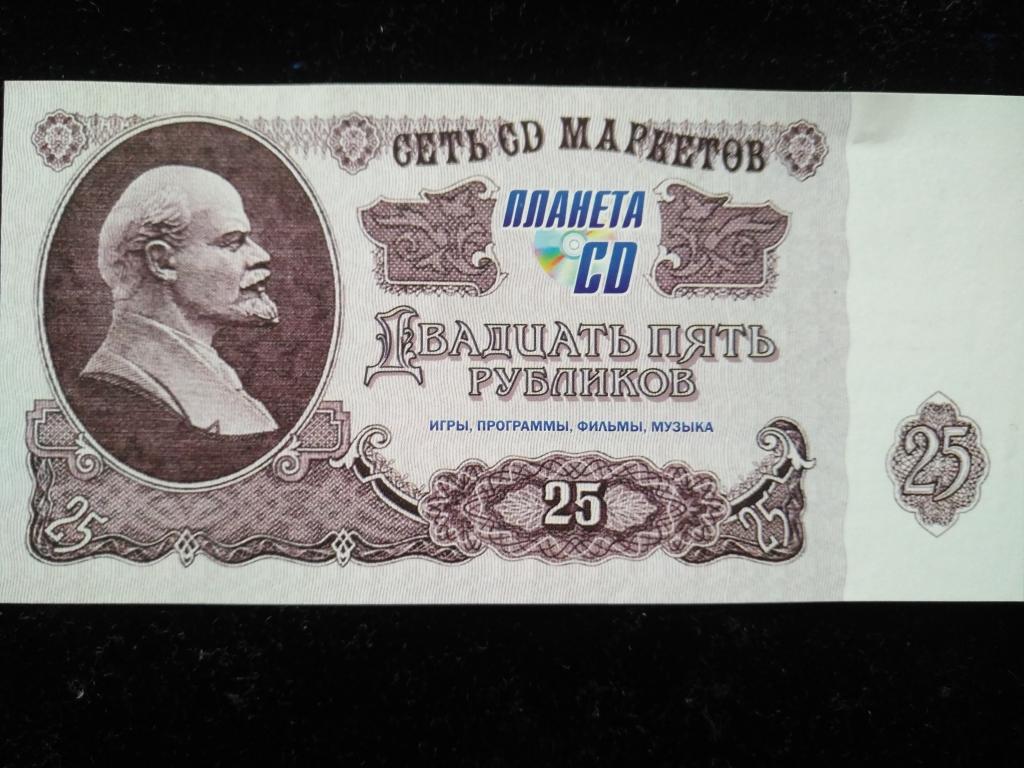 СЕТЬ CD МАРКЕТОВ
ПЛАНЕТА
CD
ДВАДЦАТЬ ПЯТЬ
РУБЛИКОВ
ИГРЫ, ПРОГРАММЫ, ФИЛЬМЫ, МУЗЫКА
25
25
25
25